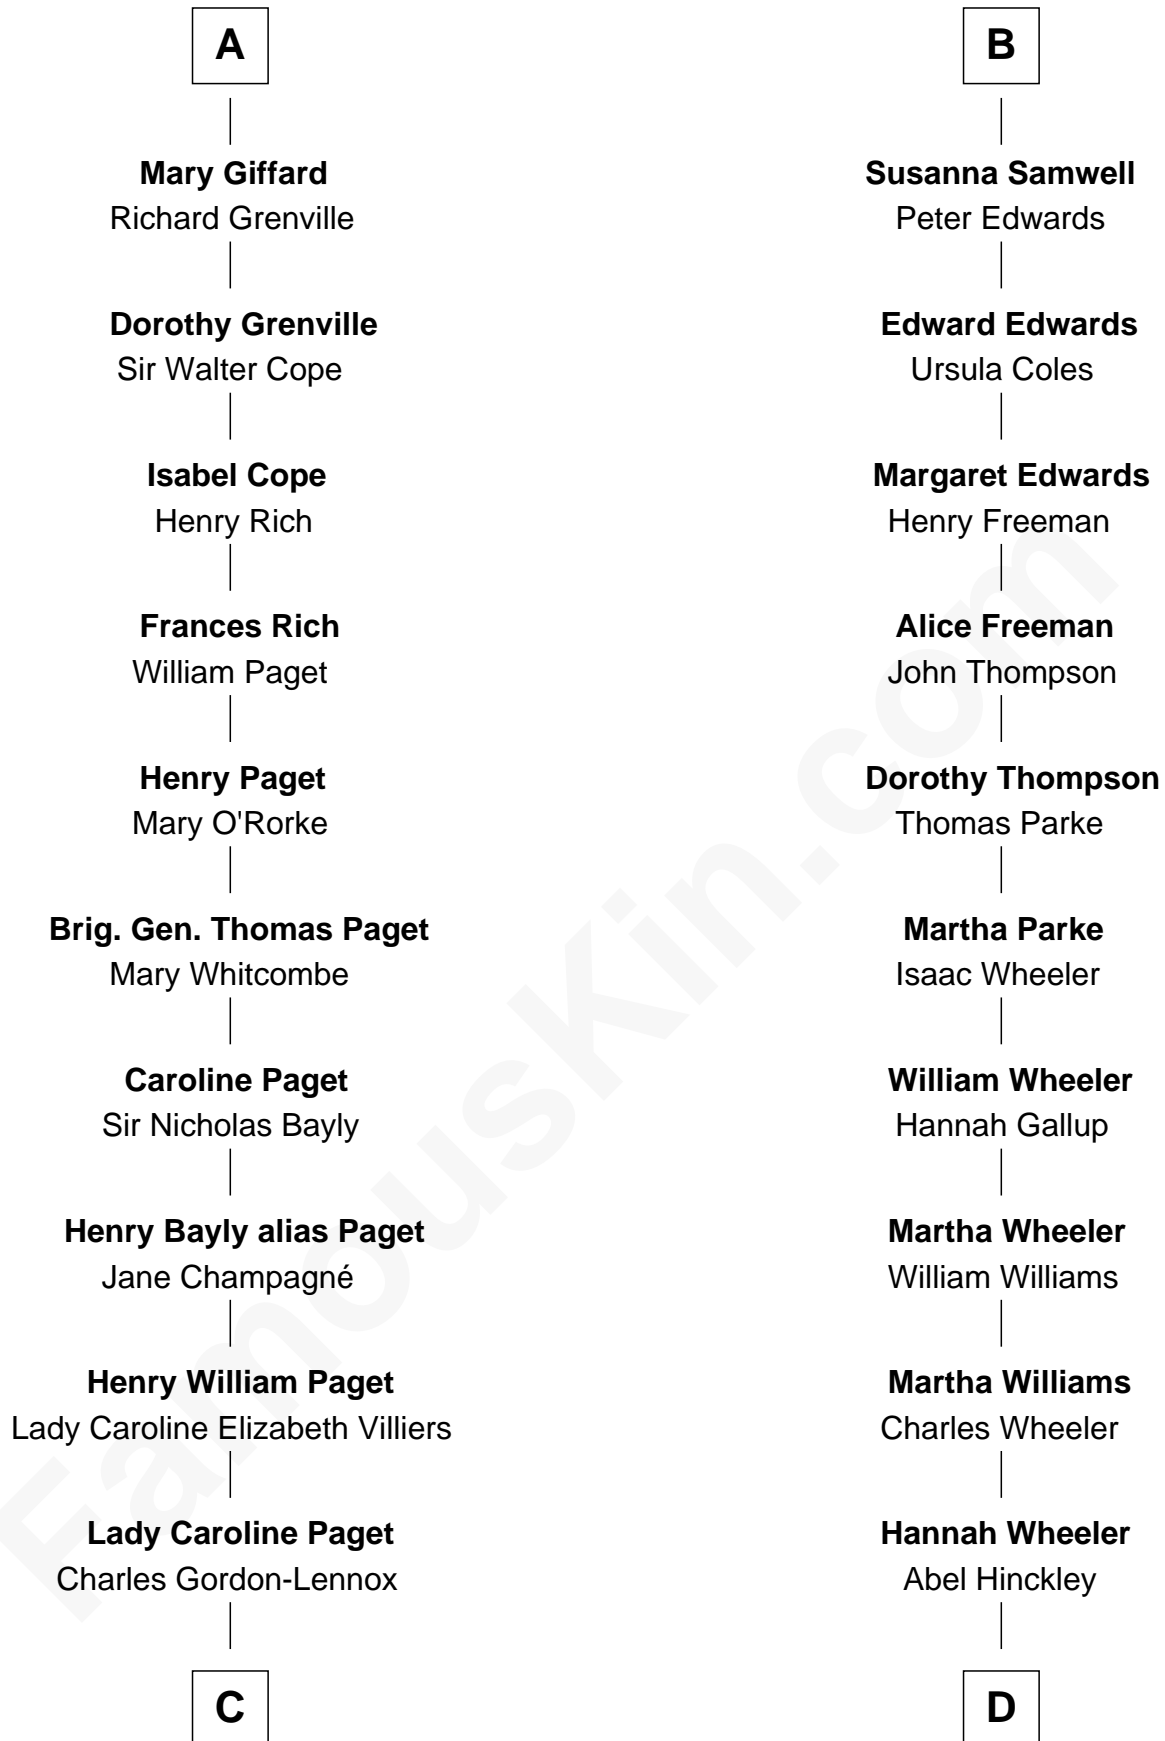 A
Mary Giffard
Richard Grenville
Dorothy Grenville
Sir Walter Cope
Isabel Cope
Henry Rich
Frances Rich
William Paget
Henry Paget
Mary O'Rorke
Brig. Gen. Thomas Paget
Mary Whitcombe
Caroline Paget
Sir Nicholas Bayly
Henry Bayly alias Paget
Jane Champagné
Henry William Paget
Lady Caroline Elizabeth Villiers
Lady Caroline Paget
Charles Gordon-Lennox
C
B
Susanna Samwell
Peter Edwards
Edward Edwards
Ursula Coles
Margaret Edwards
Henry Freeman
Alice Freeman
John Thompson
Dorothy Thompson
Thomas Parke
Martha Parke
Isaac Wheeler
William Wheeler
Hannah Gallup
Martha Wheeler
William Williams
Martha Williams
Charles Wheeler
Hannah Wheeler
Abel Hinckley
D
FamousKin.com